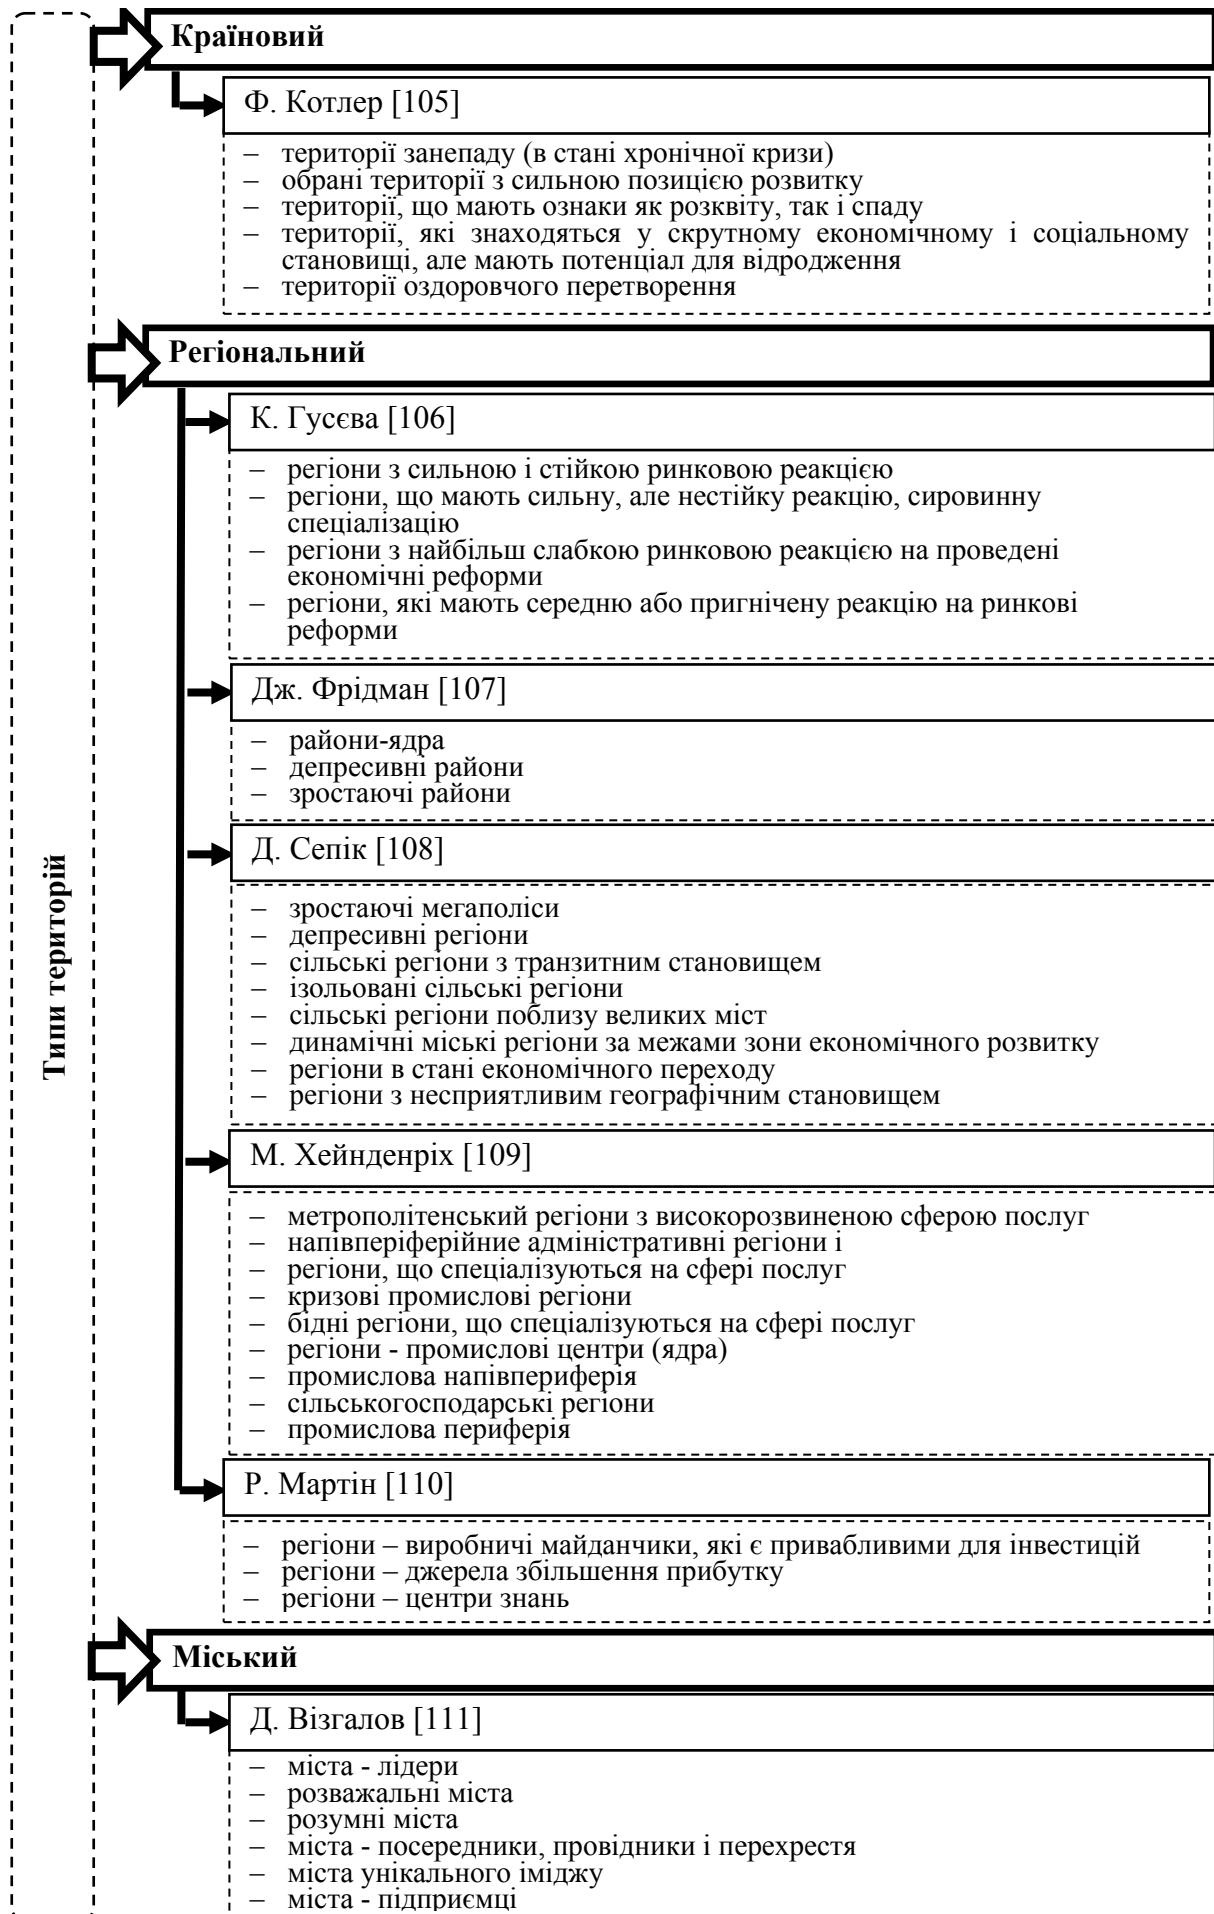 Типи територій
Країновий
Ф. Котлер [105]
– території занепаду (в стані хронічної кризи)
– обрані території з сильною позицією розвитку
– території, що мають ознаки як розквіту, так і спаду
– території, які знаходяться у скрутному економічному і соціальному
становищі, але мають потенціал для відродження
– території оздоровчого перетворення
Регіональний
К. Гусєва [106]
– регіони з сильною і стійкою ринковою реакцією
– регіони, що мають сильну, але нестійку реакцію, сировинну
спеціалізацію
– регіони з найбільш слабкою ринковою реакцією на проведені
економічні реформи
– регіони, які мають середню або пригнічену реакцію на ринкові
реформи
Дж. Фрідман [107]
– райони-ядра
– депресивні райони
– зростаючі райони
Д. Сепік [108]
– зростаючі мегаполіси
– депресивні регіони
– сільські регіони з транзитним становищем
– ізольовані сільські регіони
– сільські регіони поблизу великих міст
– динамічні міські регіони за межами зони економічного розвитку
– регіони в стані економічного переходу
– регіони з несприятливим географічним становищем
М. Хейнденріх [109]
– метрополітенський регіони з високорозвиненою сферою послуг
– напівперіферійние адміністративні регіони і
– регіони, що спеціалізуються на сфері послуг
– кризові промислові регіони
– бідні регіони, що спеціалізуються на сфері послуг
– регіони - промислові центри (ядра)
– промислова напівпериферія
– сільськогосподарські регіони
– промислова периферія
Р. Мартін [110]
– регіони – виробничі майданчики, які є привабливими для інвестицій
– регіони – джерела збільшення прибутку
– регіони – центри знань
Міський
Д. Візгалов [111]
– міста - лідери
– розважальні міста
– розумні міста
– міста - посередники, провідники і перехрестя
– міста унікального іміджу
– міста - підприємці